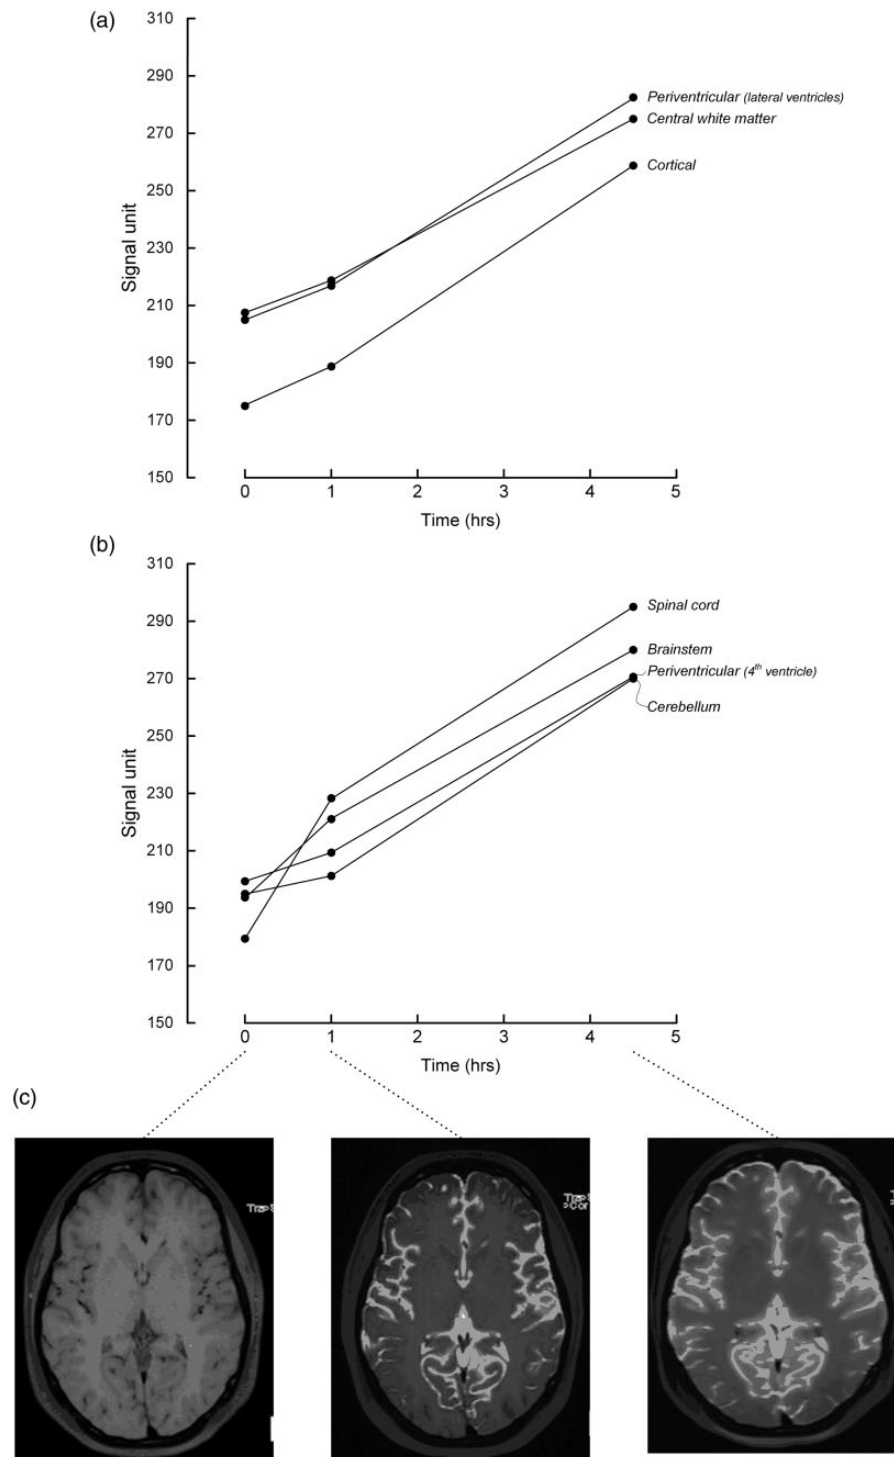 (a)
310
290
270
250
230
210
190
170
150
Signal unit
Periventricular (lateral ventricles)
Central white matter
Cortical
0 1 2 3 4 5
Time (hrs)
(b)
310
290
270
250
230
210
190
170
150
Signal unit
Spinal cord
Brainstem
Periventricular (4th ventricle)
Cerebellum
0 1 2 3 4 5
Time (hrs)
(c)